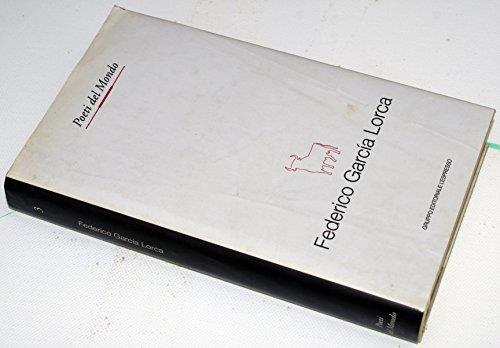 Poeti del Mondo
Federico García Lorca
GRUPPO EDITORIALE L'ESPRESSO
3
Federico García Lorca
Poeti
del Mondo